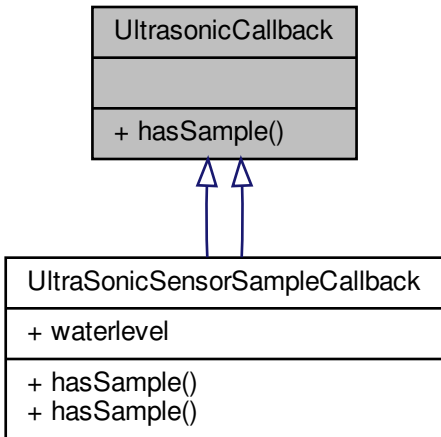 UltrasonicCallback
+ hasSample()
UltraSonicSensorSampleCallback
+ waterlevel
+ hasSample()
+ hasSample()